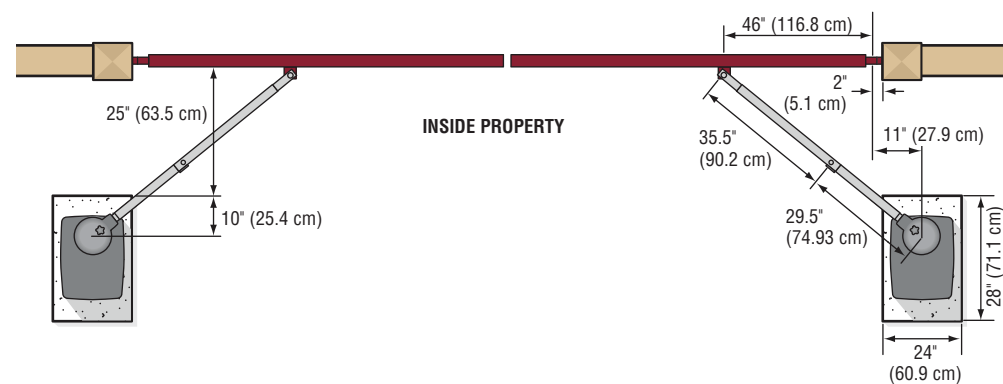 46" (116.8 cm)
2"
(5.1 cm)
25" (63.5 cm)
INSIDE PROPERTY
35.5"
(90.2 cm)
11" (27.9 cm)
10" (25.4 cm)
29.5"
(74.93 cm)
28" (71.1 cm)
24"
(60.9 cm)